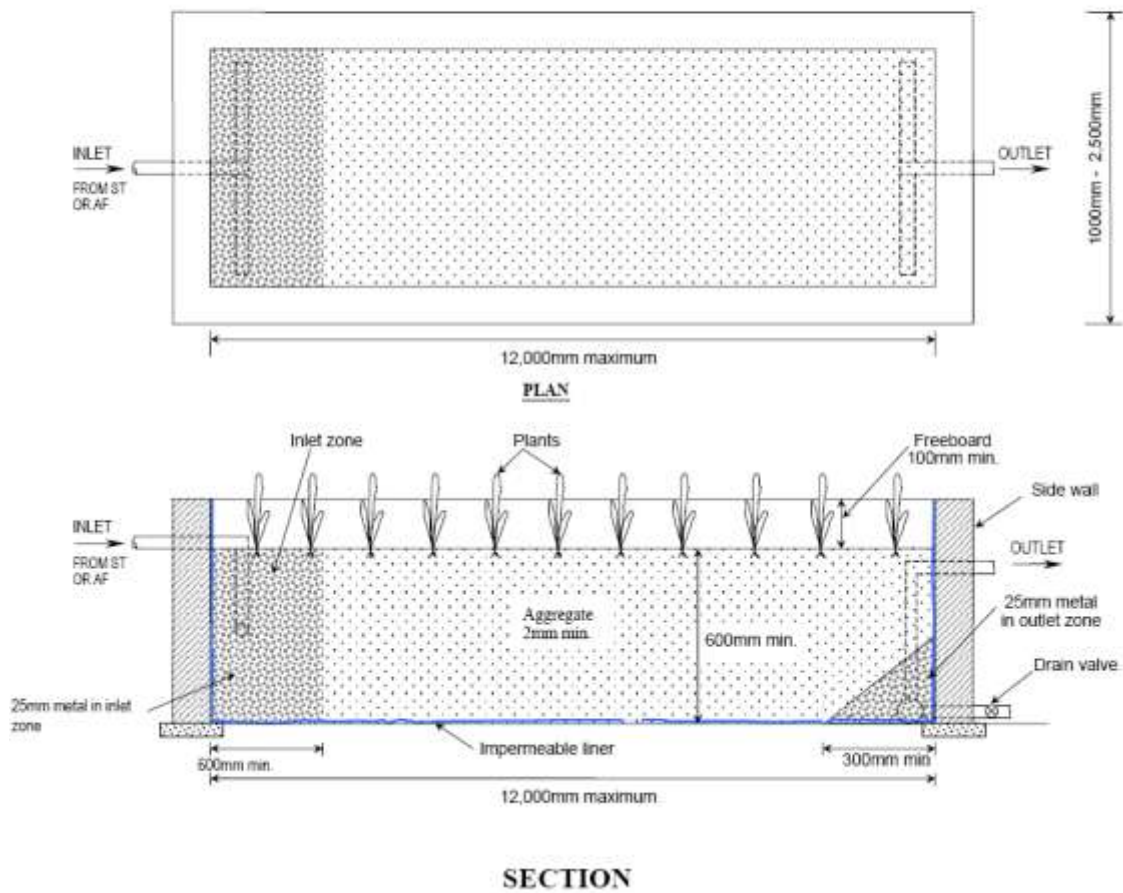 INLET
FROM ST
OR AF
OUTLET
1000mm - 2.500mm
12,000mm maximum
PLAN
Inlet zone
Plants
Freeboard
100mm min.
Side wall
INLET
FROM ST
OR AF
OUTLET
Aggregate
2mm min.
600mm min.
25mm metal
in outlet zone
Drain valve
25mm metal in inlet
zone
Impermeable liner
600mm min.
300mm min
12,000mm maximum
SECTION